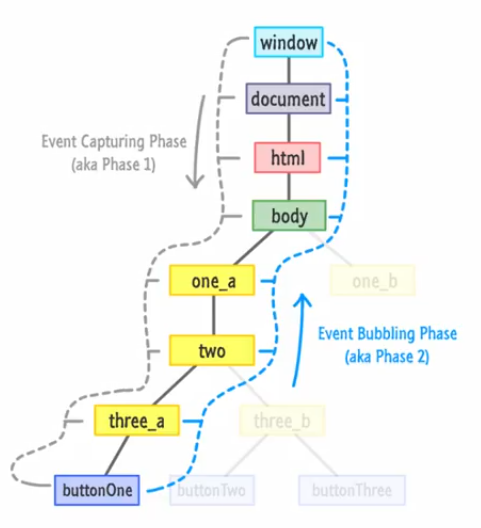 window
document
Event Capturing Phase
(aka Phase 1)
html
body
one_a
one_b
Event Bubbling Phase
(aka Phase 2)
two
three_a
three_b
buttonOne
buttonTwo
buttonThree